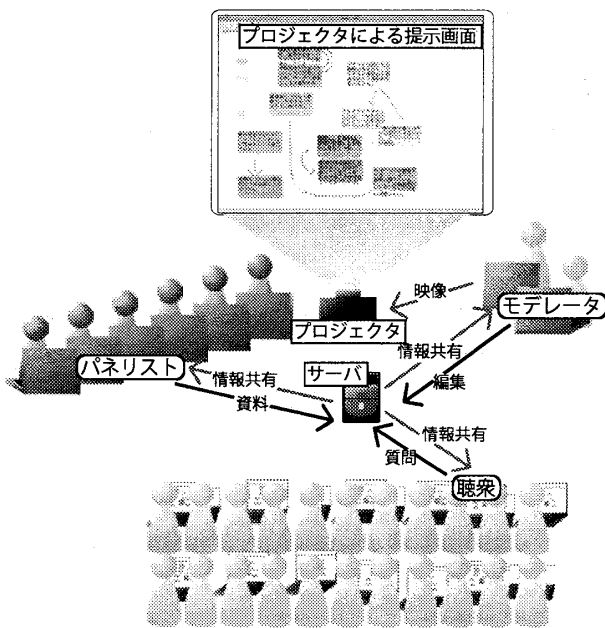 プロジェクタによる提示画面
映像
モデレータ
プロジェクタ
情報共有
パネリスト
サーバ
情報共有
編集
資料
情報共有
質問
聴衆